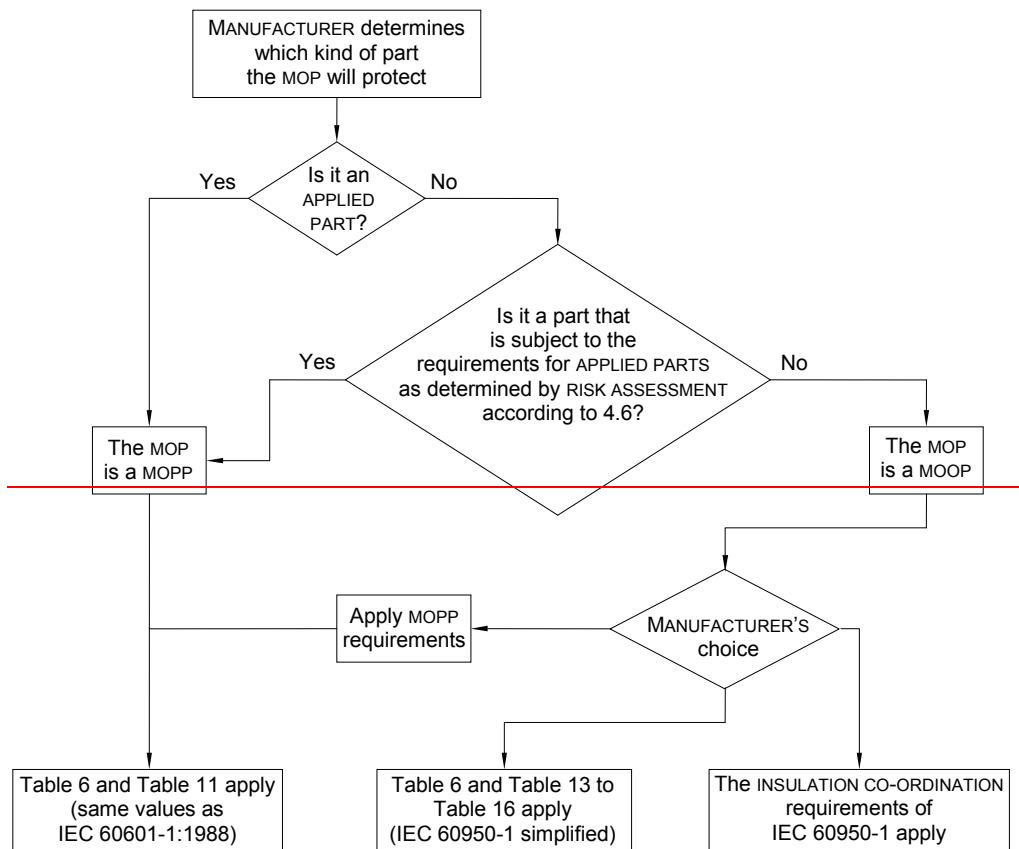 MANUFACTURER determines
which kind of part
the MOP will protect
Is it an
APPLIED
PART?
Yes
No
Is it a part that
is subject to the
requirements for APPLIED PARTS
as determined by RISK ASSESSMENT
according to 4.6?
Yes
No
The MOP
is a MOPP
The MOP
is a MOOP
Apply MOPP
requirements
MANUFACTURER'S
choice
Table 6 and Table 11 apply
(same values as
IEC 60601-1:1988)
Table 6 and Table 13 to
Table 16 apply
(IEC 60950-1 simplified)
The INSULATION CO-ORDINATION
requirements of
IEC 60950-1 apply